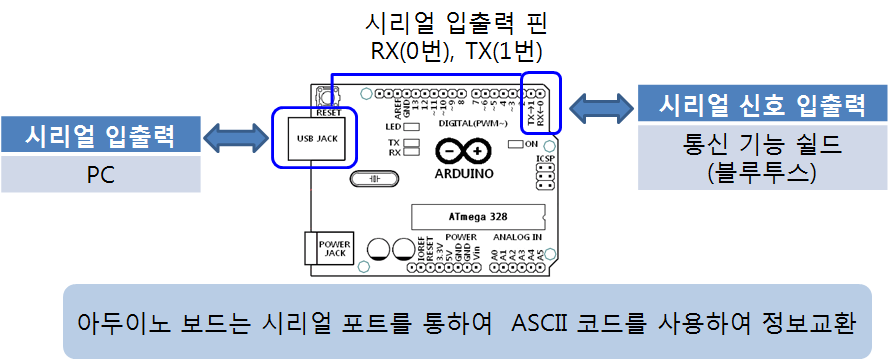 시리얼 입출력 핀
RX(0번), TX(1번)
시리얼 입출력
PC
시리얼 신호 입출력
통신 기능 쉴드
(블루투스)
RESET
USB JACK
AREF
GND
13
12
~11
~10
~9
8
7
~6
~5
4
~3
2
TX→1
RX←0
LED
DIGITAL(PWM~)
TX
RX
ON
ICSP
ARDUINO
ATmega 328
POWER
JACK
POWER
ANALOG IN
IOREF
RESET
3.3V
5V
GND
GND
Vin
A0
A1
A2
A3
A4
A5
아두이노 보드는 시리얼 포트를 통하여 ASCII 코드를 사용하여 정보교환